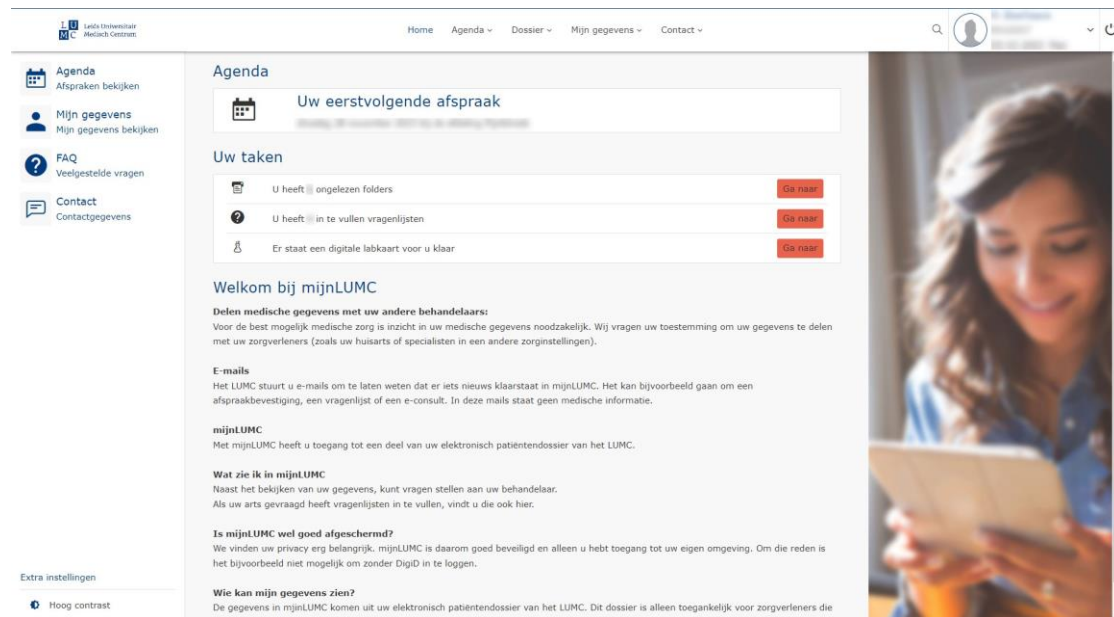 LUMC
Leids Universitair
Medisch Centrum
Home
Agenda
Dossier
Mijn gegevens
Contact
Agenda
Afspraken bekijken
Mijn gegevens
Mijn gegevens bekijken
FAQ
Veelgestelde vragen
Contact
Contactgegevens
Extra instellingen
Hoog contrast
Agenda
Uw eerstvolgende afspraak
Uw taken
U heeft ongelezen folders
Ga naar
U heeft in te vullen vragenlijsten
Ga naar
Er staat een digitale labkaart voor u klaar
Ga naar
Welkom bij mijnLUMC
Delen medische gegevens met uw andere behandelaars:
Voor de best mogelijk medische zorg is inzicht in uw medische gegevens noodzakelijk. Wij vragen uw toestemming om uw gegevens te delen
met uw zorgverleners (zoals uw huisarts of specialisten in een andere zorginstellingen).
E-mails
Het LUMC stuurt u e-mails om te laten weten dat er iets nieuws klaarstaat in mijnLUMC. Het kan bijvoorbeeld gaan om een
afspraakbevestiging, een vragenlijst of een e-consult. In deze mails staat geen medische informatie.
mijnLUMC
Met mijnLUMC heeft u toegang tot een deel van uw elektronisch patiëntendossier van het LUMC.
Wat zie ik in mijnLUMC
Naast het bekijken van uw gegevens, kunt vragen stellen aan uw behandelaar.
Als uw arts gevraagd heeft vragenlijsten in te vullen, vindt u die ook hier.
Is mijnLUMC wel goed afgeschermd?
We vinden uw privacy erg belangrijk. mijnLUMC is daarom goed beveiligd en alleen u hebt toegang tot uw eigen omgeving. Om die reden is
het bijvoorbeeld niet mogelijk om zonder DigiD in te loggen.
Wie kan mijn gegevens zien?
De gegevens in mijnLUMC komen uit uw elektronisch patiëntendossier van het LUMC. Dit dossier is alleen toegankelijk voor zorgverleners die